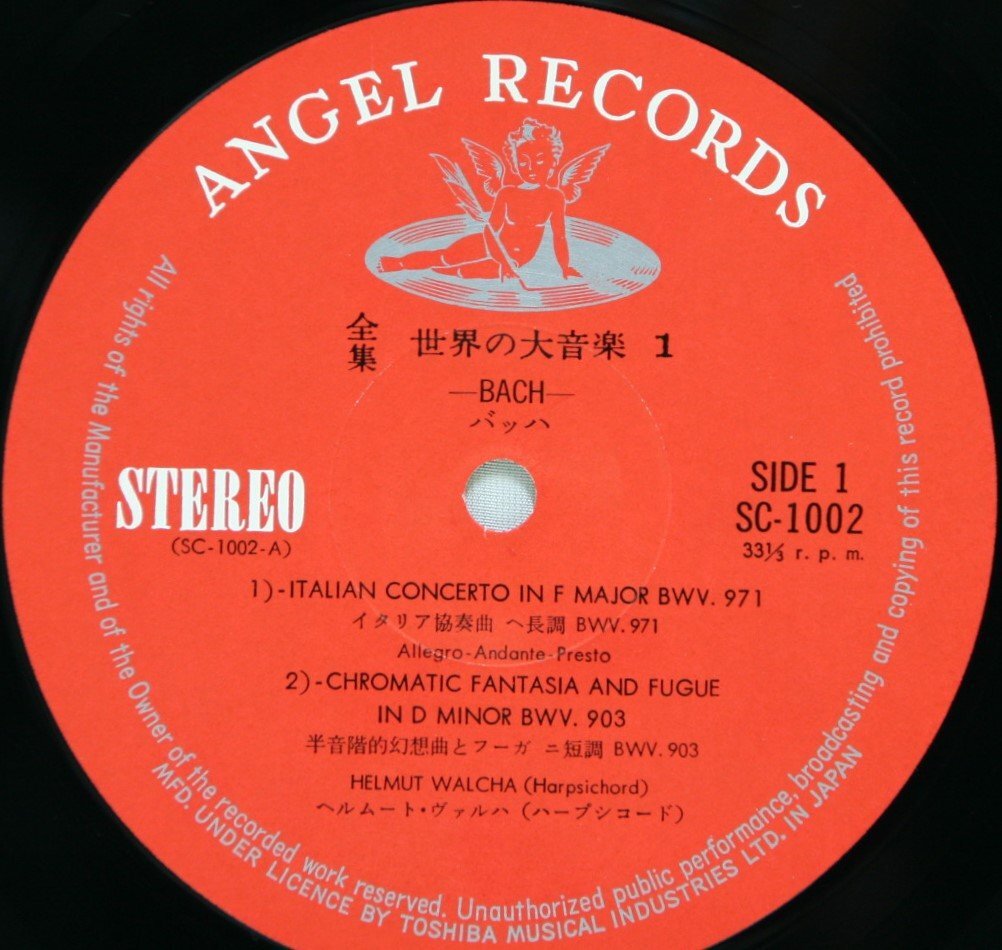 ANGEL RECORDS
全集 世界の大音楽 1
—BACH—
バッハ
STEREO
(SC-1002-A)
SIDE 1
SC-1002
33⅓ r. p. m.
1)-ITALIAN CONCERTO IN F MAJOR BWV. 971
イタリア協奏曲 ヘ長調 BWV. 971
Allegro-Andante-Presto
2)-CHROMATIC FANTASIA AND FUGUE
IN D MINOR BWV. 903
半音階的幻想曲とフーガ ニ短調 BWV. 903
HELMUT WALCHA (Harpsichord)
ヘルムート・ヴァルハ (ハープシコード)
All rights of the Manufacturer and of the Owner of the recorded work reserved. Unauthorized public performance, broadcasting and copying of this record prohibited
MFD. UNDER LICENCE BY TOSHIBA MUSICAL INDUSTRIES LTD. IN JAPAN